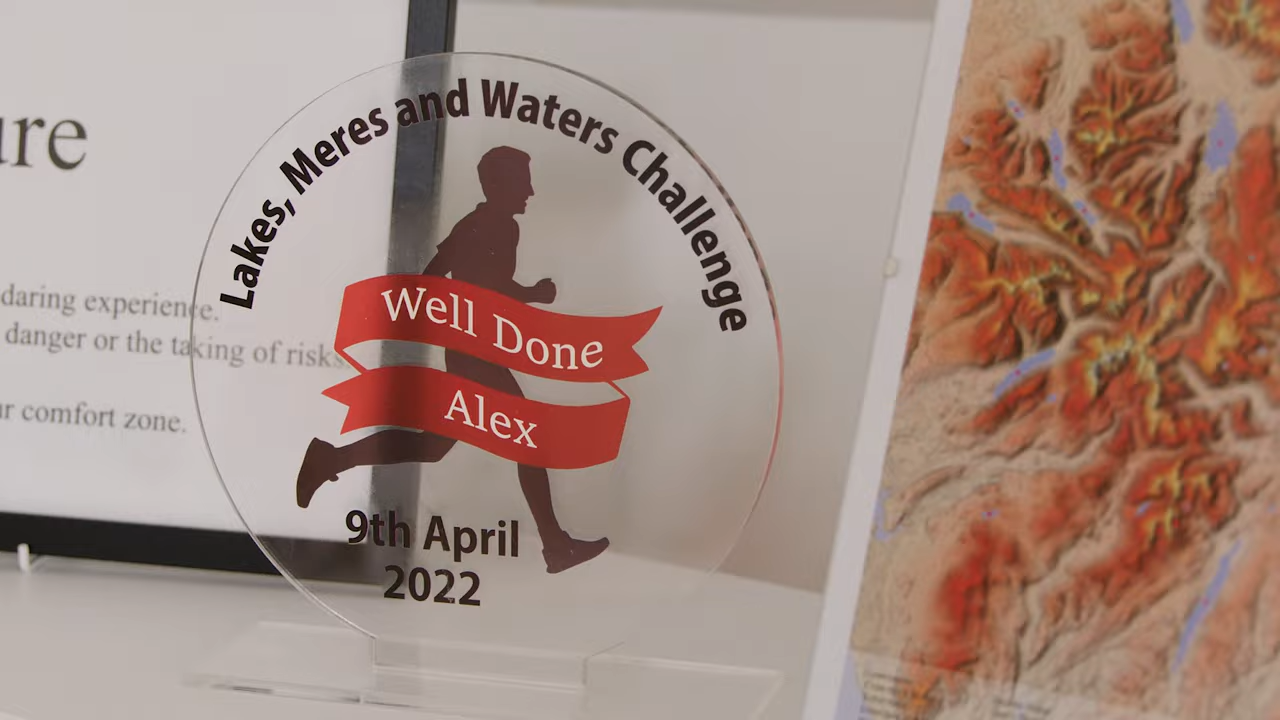 ure
daring experience.
danger or the taking of risks.
ur comfort zone.
Lakes, Meres and Waters Challenge
Well Done
Alex
9th April
2022